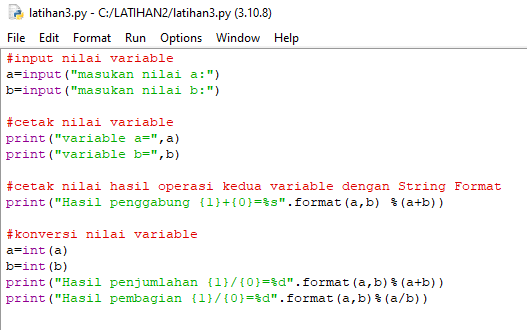 latihan3.py - C:/LATIHAN2/latihan3.py (3.10.8)
File Edit Format Run Options Window Help
#input nilai variable
a=input("masukan nilai a:")
b=input("masukan nilai b:")
#cetak nilai variable
print("variable a=",a)
print("variable b=",b)
#cetak nilai hasil operasi kedua variable dengan String Format
print("Hasil penggabung {1}+{0}=%s".format(a,b) %(a+b))
#konversi nilai variable
a=int(a)
b=int(b)
print("Hasil penjumlahan {1}/{0}=%d".format(a,b)%(a+b))
print("Hasil pembagian {1}/{0}=%d".format(a,b)%(a/b))